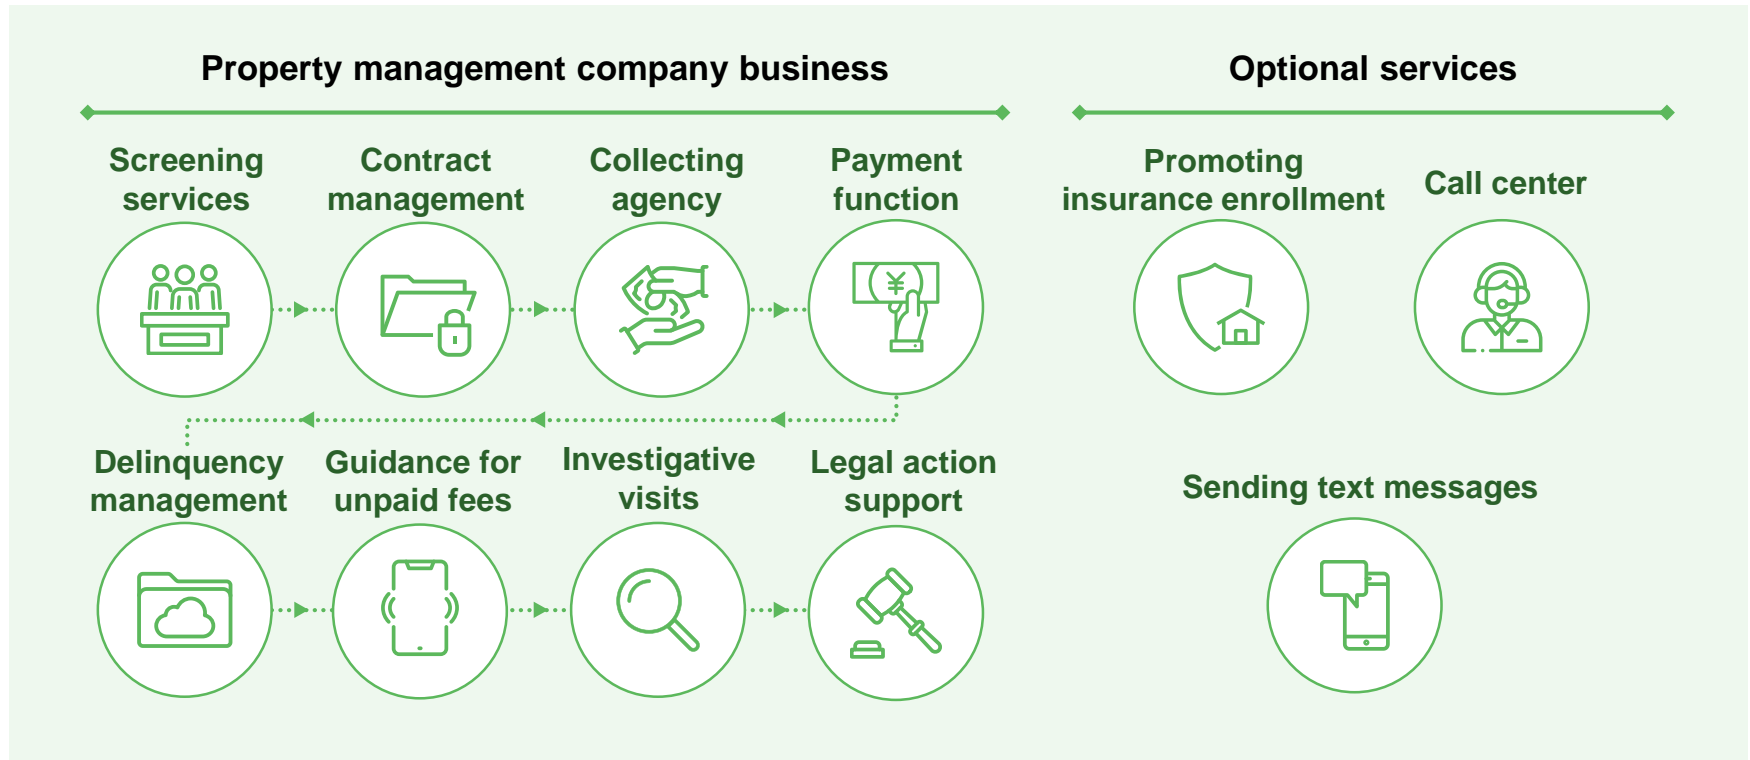 Property management company business
Optional services
Screening
services
Contract
management
Collecting
agency
Payment
function
Promoting
insurance enrollment
Call center
¥
Delinquency
management
Guidance for
unpaid fees
Investigative
visits
Legal action
support
Sending text messages